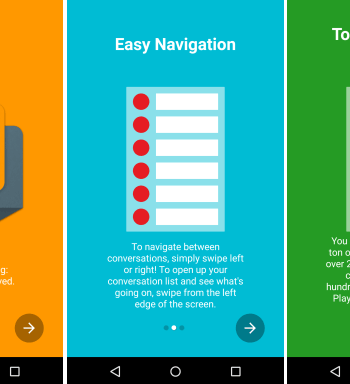 g:
ved.
Easy Navigation
To navigate between
conversations, simply swipe left
or right! To open up your
conversation list and see what's
going on, swipe from the left
edge of the screen.
To
You
ton o
over 2
c
hundr
Play